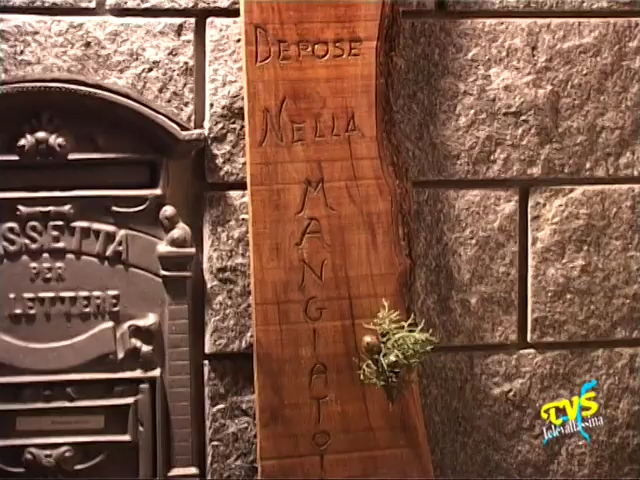 DEPOSE
NELLA
MANGIATO
SSETTA
PER
LETTERE
TVS
Televallassina